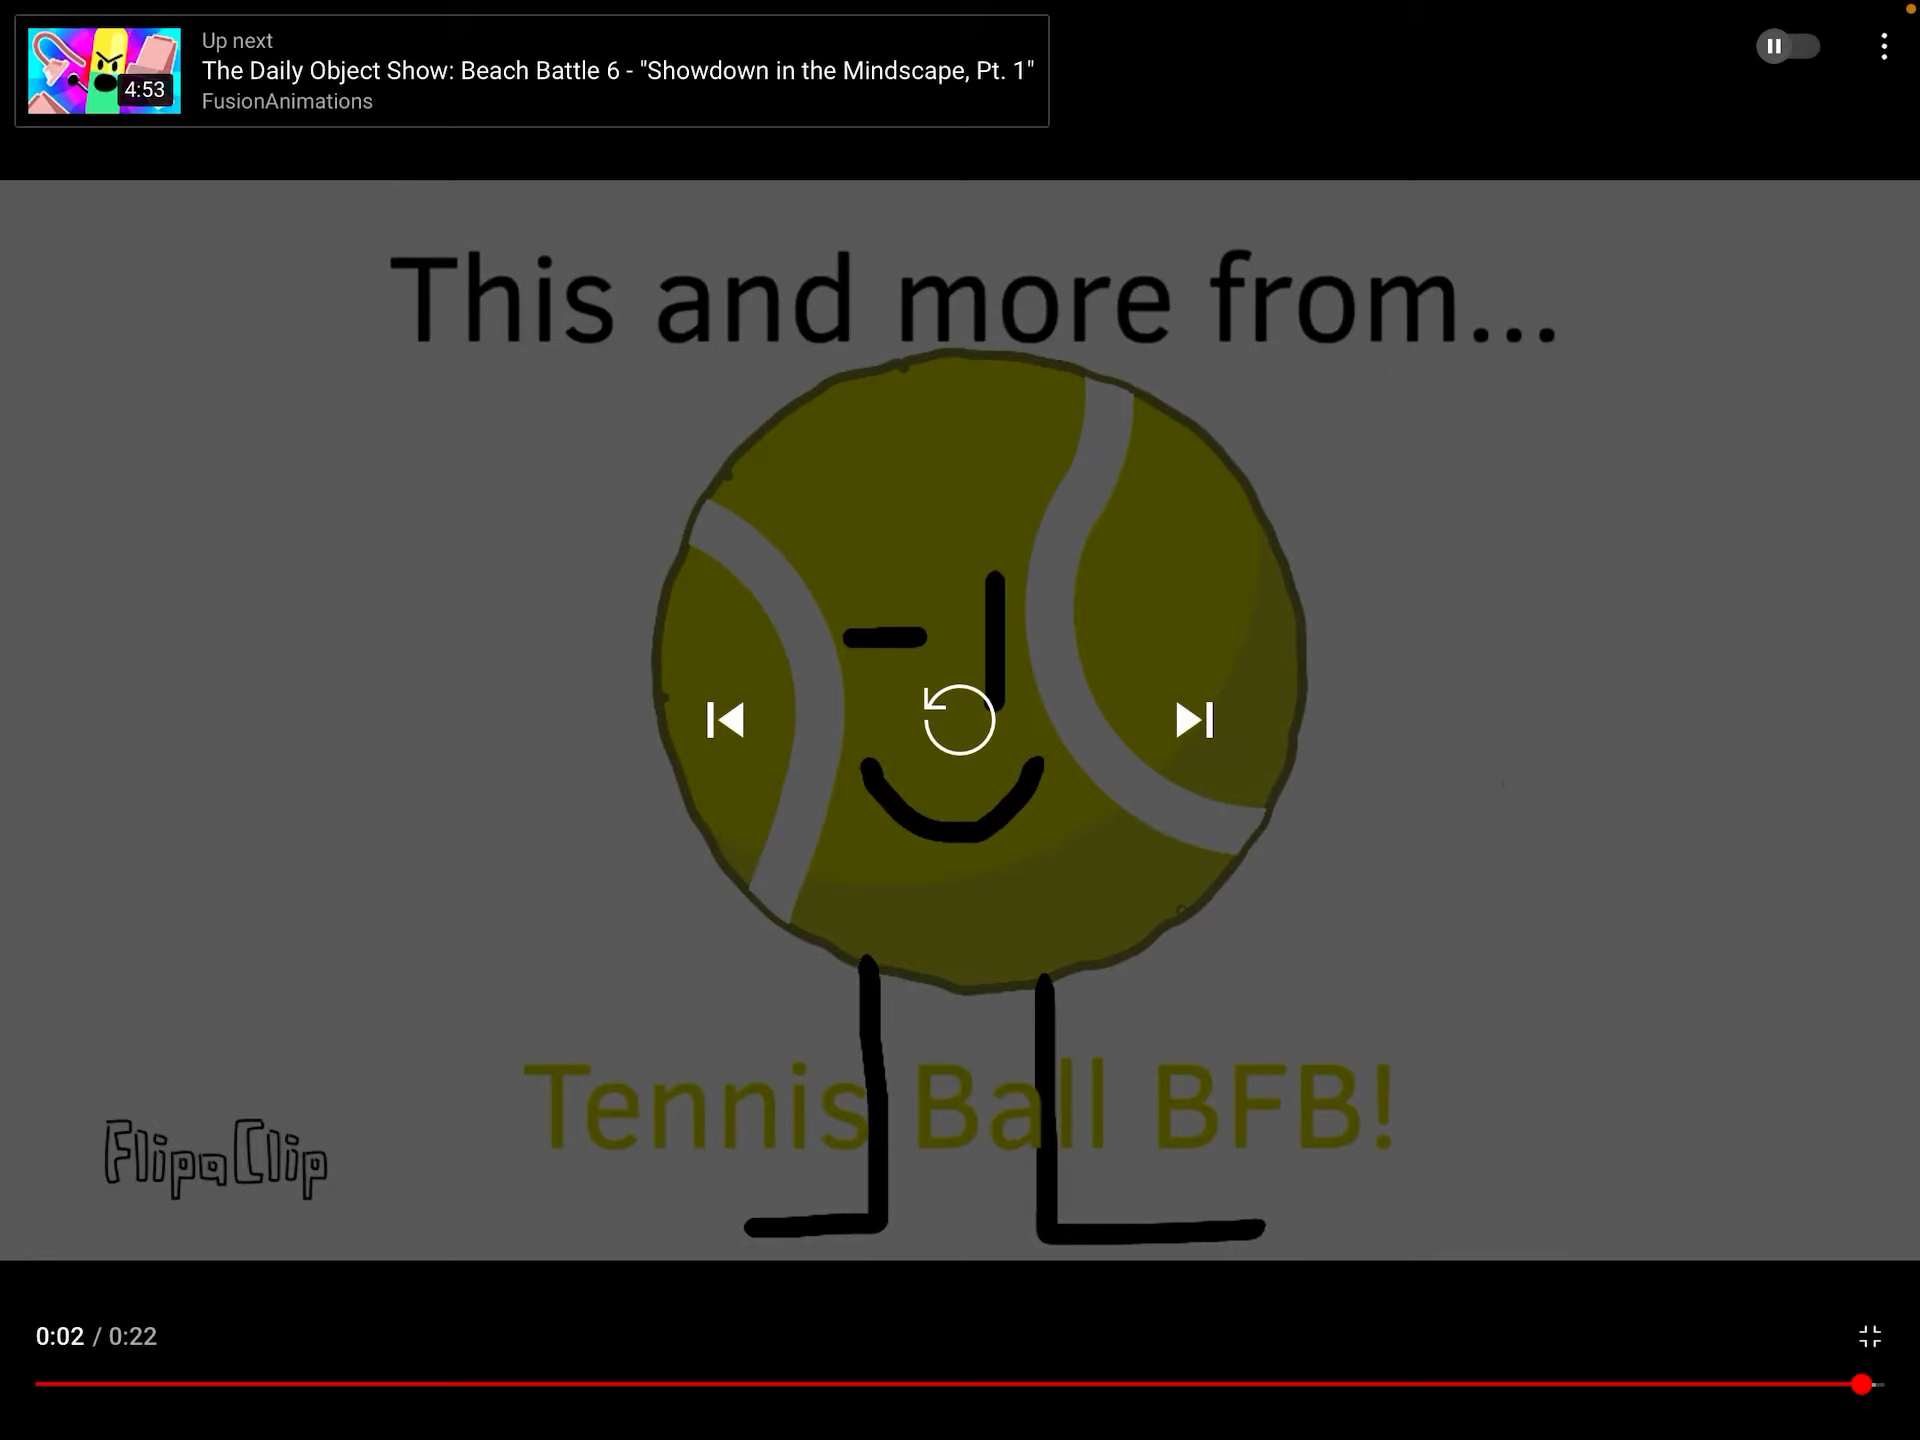 Up next
The Daily Object Show: Beach Battle 6 - "Showdown in the Mindscape, Pt. 1"
FusionAnimations
4:53
This and more from...
Tennis Ball BFB!
FlipaClip
0:02 / 0:22